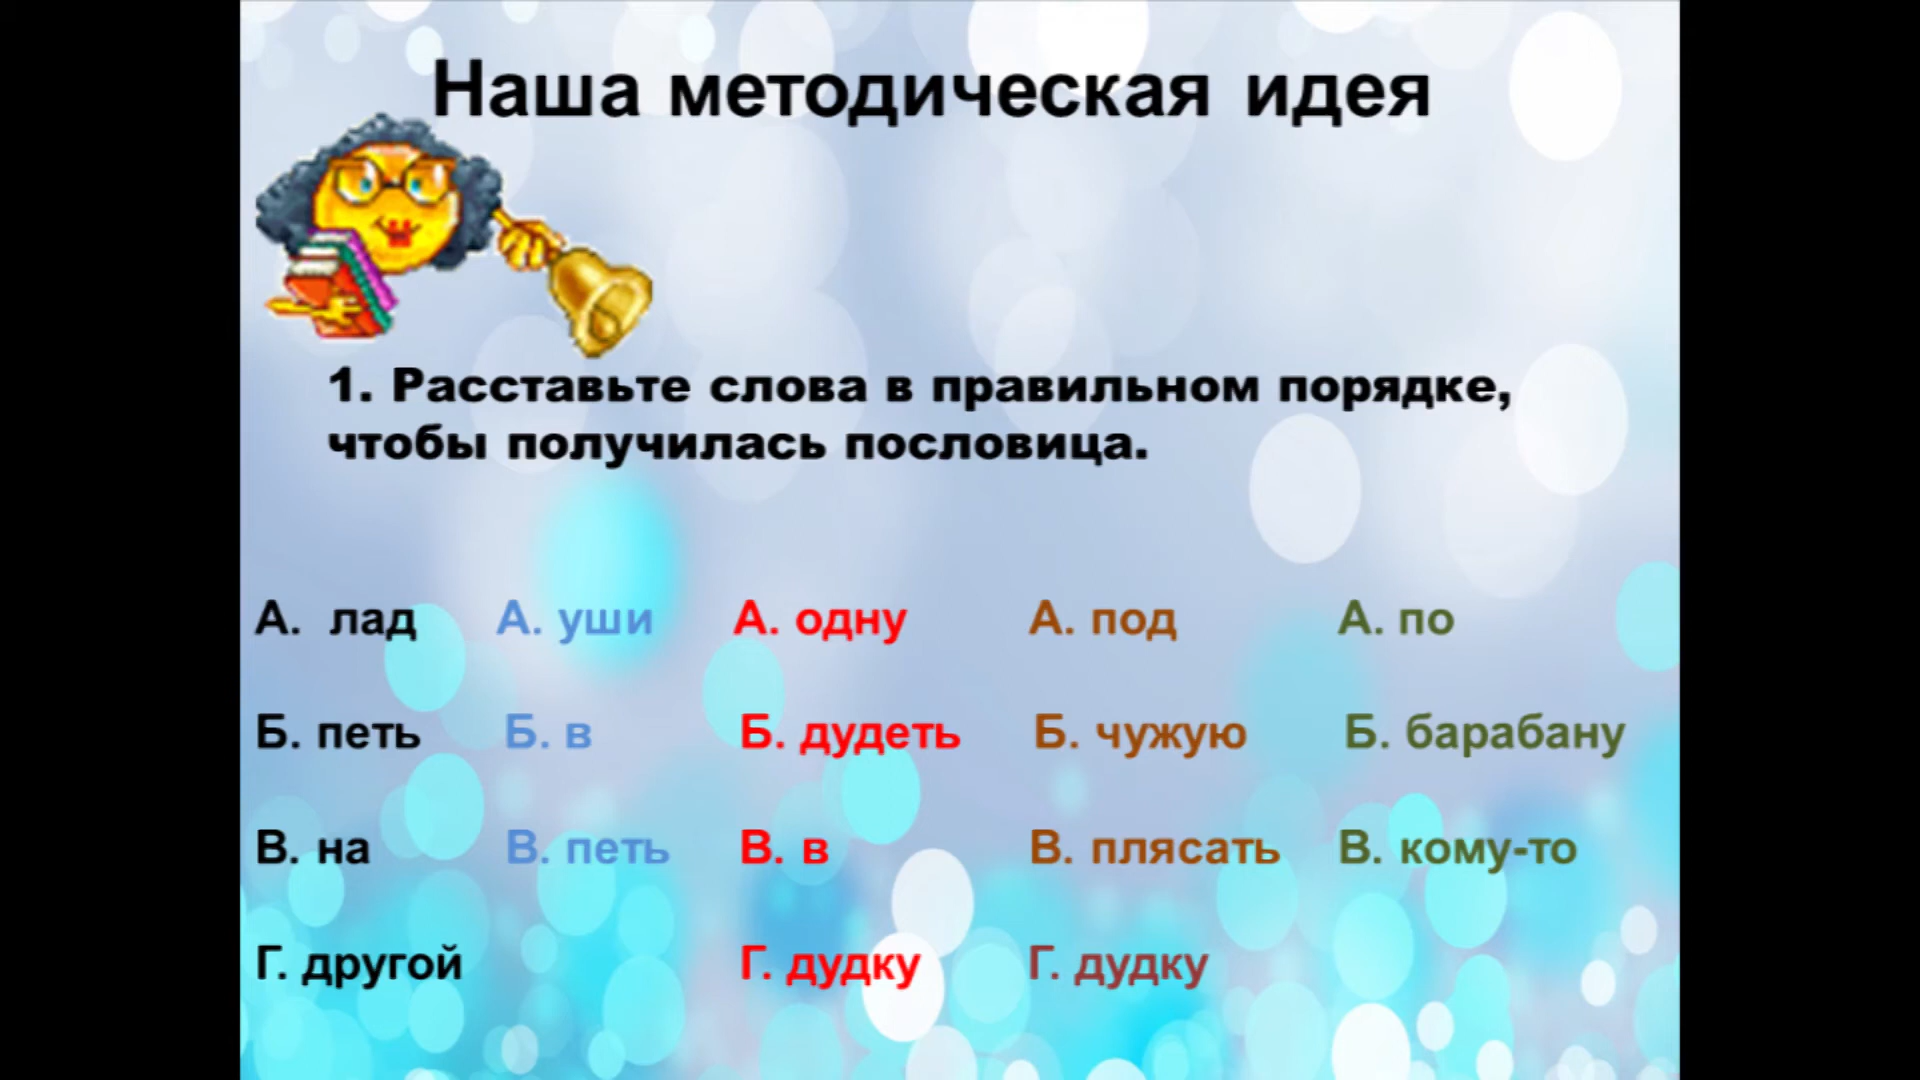 Наша методическая идея
1. Расставьте слова в правильном порядке,
чтобы получилась пословица.
А. лад А. уши А. одну А. под А. по
Б. петь Б. в Б. дудеть Б. чужую Б. барабану
В. на В. петь В. в В. плясать В. кому-то
Г. другой Г. дудку Г. дудку